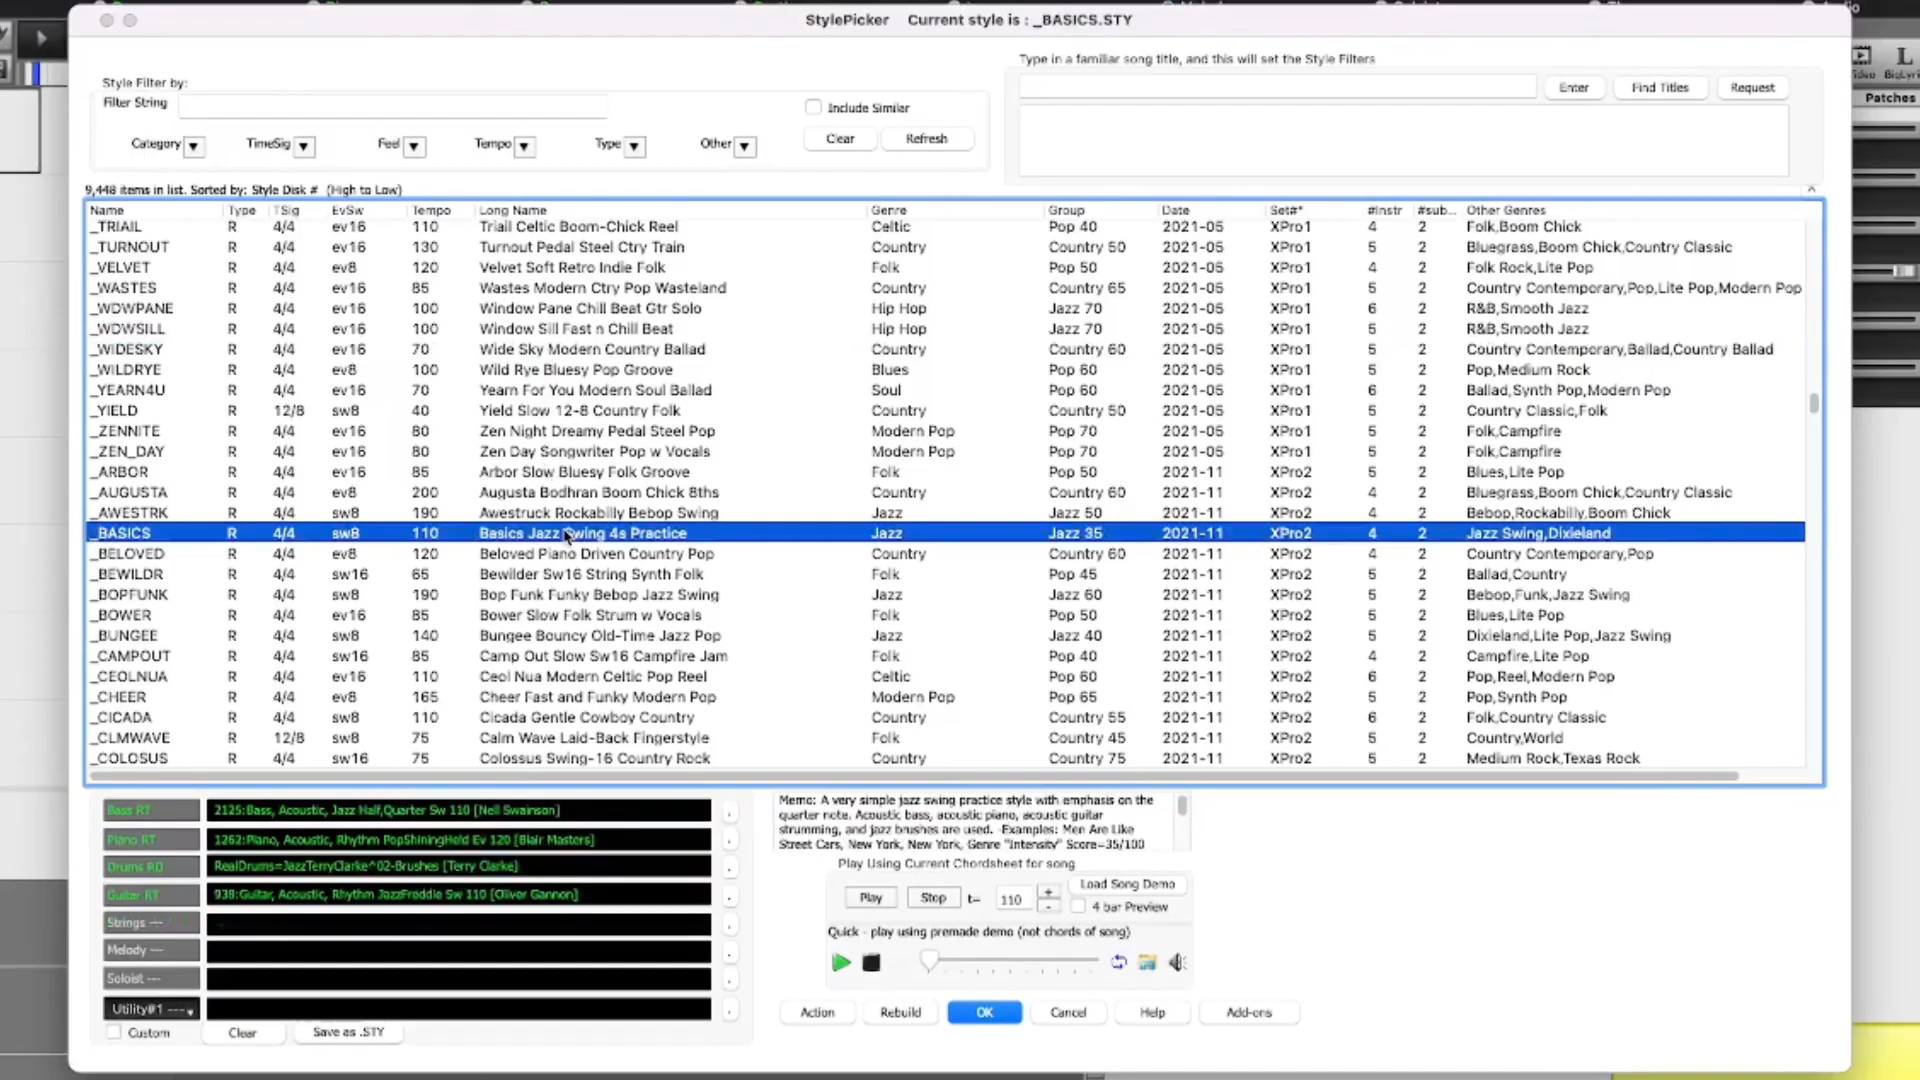 StylePicker Current style is : _BASICS.STY
Type in a familiar song title, and this will set the Style Filters
Style Filter by:
Filter String
Include Similar
Enter Find Titles Request
Category TimeSig Feel Tempo Type Other Clear Refresh
Patches
9,448 items in list. Sorted by: Style Disk # (High to Low)
Name Type TSig EvSw Tempo Long Name Genre Group Date Set#* #Instr #sub... Other Genres
_TRIAIL R 4/4 ev16 110 Triail Celtic Boom-Chick Reel Celtic Pop 40 2021-05 XPro1 4 2 Folk,Boom Chick
_TURNOUT R 4/4 ev16 130 Turnout Pedal Steel Ctry Train Country Country 50 2021-05 XPro1 5 2 Bluegrass,Boom Chick,Country Classic
_VELVET R 4/4 ev8 120 Velvet Soft Retro Indie Folk Folk Pop 50 2021-05 XPro1 4 2 Folk Rock,Lite Pop
_WASTES R 4/4 ev16 85 Wastes Modern Ctry Pop Wasteland Country Country 65 2021-05 XPro1 5 2 Country Contemporary,Pop,Lite Pop,Modern Pop
_WDWPANE R 4/4 ev16 100 Window Pane Chill Beat Gtr Solo Hip Hop Jazz 70 2021-05 XPro1 6 2 R&B,Smooth Jazz
_WDWSILL R 4/4 ev16 100 Window Sill Fast n Chill Beat Hip Hop Jazz 70 2021-05 XPro1 5 2 R&B,Smooth Jazz
_WIDESKY R 4/4 ev16 70 Wide Sky Modern Country Ballad Country Country 60 2021-05 XPro1 5 2 Country Contemporary,Ballad,Country Ballad
_WILDRYE R 4/4 ev8 100 Wild Rye Bluesy Pop Groove Blues Pop 60 2021-05 XPro1 5 2 Pop,Medium Rock
_YEARN4U R 4/4 ev16 70 Yearn For You Modern Soul Ballad Soul Pop 60 2021-05 XPro1 6 2 Ballad,Synth Pop,Modern Pop
_YIELD R 12/8 sw8 40 Yield Slow 12-8 Country Folk Country Country 50 2021-05 XPro1 5 2 Country Classic,Folk
_ZENNITE R 4/4 ev16 80 Zen Night Dreamy Pedal Steel Pop Modern Pop Pop 70 2021-05 XPro1 5 2 Folk,Campfire
_ZEN_DAY R 4/4 ev16 80 Zen Day Songwriter Pop w Vocals Modern Pop Pop 70 2021-05 XPro1 5 2 Folk,Campfire
_ARBOR R 4/4 ev16 85 Arbor Slow Bluesy Folk Groove Folk Pop 50 2021-11 XPro2 5 2 Blues,Lite Pop
_AUGUSTA R 4/4 ev8 200 Augusta Bodhran Boom Chick 8ths Country Country 60 2021-11 XPro2 4 2 Bluegrass,Boom Chick,Country Classic
_AWESTRK R 4/4 sw8 190 Awestruck Rockabilly Bebop Swing Jazz Jazz 50 2021-11 XPro2 4 2 Bebop,Rockabilly,Boom Chick
_BASICS R 4/4 sw8 110 Basics Jazz Swing 4s Practice Jazz Jazz 35 2021-11 XPro2 4 2 Jazz Swing,Dixieland
_BELOVED R 4/4 ev8 120 Beloved Piano Driven Country Pop Country Country 60 2021-11 XPro2 4 2 Country Contemporary,Pop
_BEWILDR R 4/4 sw16 65 Bewilder Sw16 String Synth Folk Folk Pop 45 2021-11 XPro2 5 2 Ballad,Country
_BOPFUNK R 4/4 sw8 190 Bop Funk Funky Bebop Jazz Swing Jazz Jazz 60 2021-11 XPro2 5 2 Bebop,Funk,Jazz Swing
_BOWER R 4/4 ev16 85 Bower Slow Folk Strum w Vocals Folk Pop 50 2021-11 XPro2 5 2 Blues,Lite Pop
_BUNGEE R 4/4 sw8 140 Bungee Bouncy Old-Time Jazz Pop Jazz Jazz 40 2021-11 XPro2 5 2 Dixieland,Lite Pop,Jazz Swing
_CAMPOUT R 4/4 sw16 85 Camp Out Slow Sw16 Campfire Jam Folk Pop 40 2021-11 XPro2 4 2 Campfire,Lite Pop
_CEOLNUA R 4/4 ev16 110 Ceol Nua Modern Celtic Pop Reel Celtic Pop 60 2021-11 XPro2 6 2 Pop,Reel,Modern Pop
_CHEER R 4/4 ev8 165 Cheer Fast and Funky Modern Pop Modern Pop Pop 65 2021-11 XPro2 5 2 Pop,Synth Pop
_CICADA R 4/4 sw8 110 Cicada Gentle Cowboy Country Country Country 55 2021-11 XPro2 6 2 Folk,Country Classic
_CLMWAVE R 12/8 sw8 75 Calm Wave Laid-Back Fingerstyle Folk Country 45 2021-11 XPro2 5 2 Country,World
_COLOSUS R 4/4 sw16 75 Colossus Swing-16 Country Rock Country Country 75 2021-11 XPro2 5 2 Medium Rock,Texas Rock
Bass RT 2125:Bass, Acoustic, Jazz Half,Quarter Sw 110 [Neil Swainson]
Piano RT 1262:Piano, Acoustic, Rhythm PopShiningHeld Ev 120 [Blair Masters]
Drums RD RealDrums=JazzTerryClarke^02-Brushes [Terry Clarke]
Guitar RT 938:Guitar, Acoustic, Rhythm JazzFreddie Sw 110 [Oliver Gannon]
Strings ---
Melody ---
Soloist ---
Utility#1 ---
Custom Clear Save as .STY
Memo: A very simple jazz swing practice style with emphasis on the
quarter note. Acoustic bass, acoustic piano, acoustic guitar
strumming, and jazz brushes are used. -Examples: Men Are Like
Street Cars, New York, New York, Genre "Intensity" Score=35/100
Play Using Current Chordsheet for song
Play Stop t= 110 + - Load Song Demo
4 bar Preview
Quick - play using premade demo (not chords of song)
Action Rebuild OK Cancel Help Add-ons